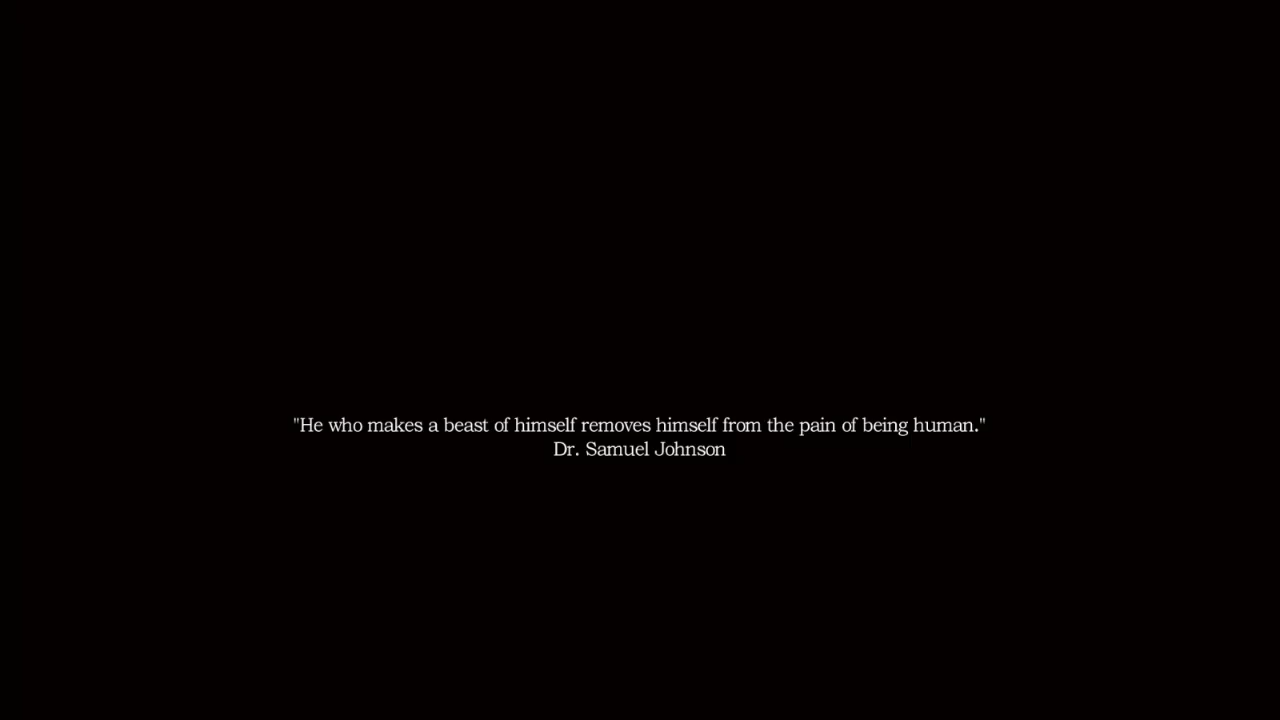 "He who makes a beast of himself removes himself from the pain of being human."
Dr. Samuel Johnson